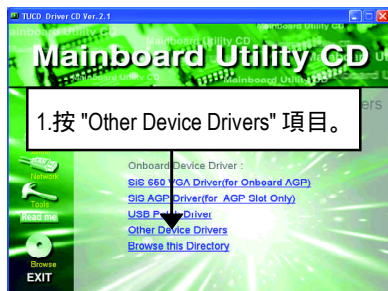 TUCD Driver CD Ver. 2.1
Mainboard Utility CD
1.按 "Other Device Drivers" 項目。
Network
Tools
Read me
Browse
EXIT
Onboard Device Driver :
SiS 650 VGA Driver(for Onboard AGP)
SiS AGP Driver(for AGP Slot Only)
USB Driver
Other Device Drivers
Browse this Directory